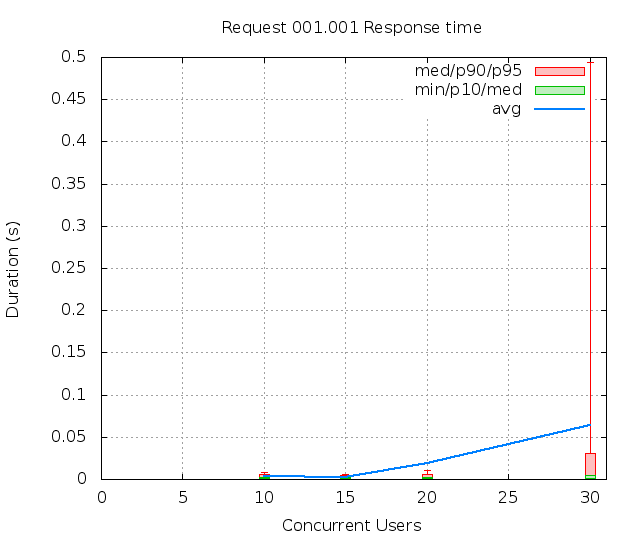 Request 001.001 Response time
med/p90/p95
min/p10/med
avg
Duration (s)
0.5
0.45
0.4
0.35
0.3
0.25
0.2
0.15
0.1
0.05
0
0 5 10 15 20 25 30
Concurrent Users